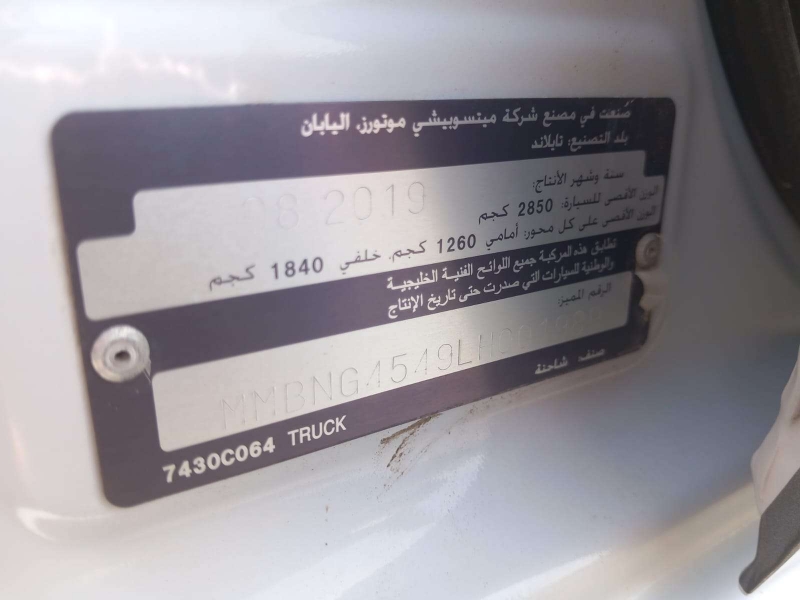 صُنعت في مصنع شركة ميتسوبيشي موتورز، اليابان
بلد التصنيع: تايلاند
سنة وشهر الأنتاج:
08 2019
الوزن الأقصى للسيارة: 2850 كجم
الوزن الأقصى على كل محور: أمامي 1260 كجم، خلفي 1840 كجم
تطابق هذه المركبة جميع اللوائح الفنية الخليجية
والوطنية للسيارات التي صدرت حتى تاريخ الإنتاج
الرقم المميز:
صنف: شاحنة
7430C064 TRUCK